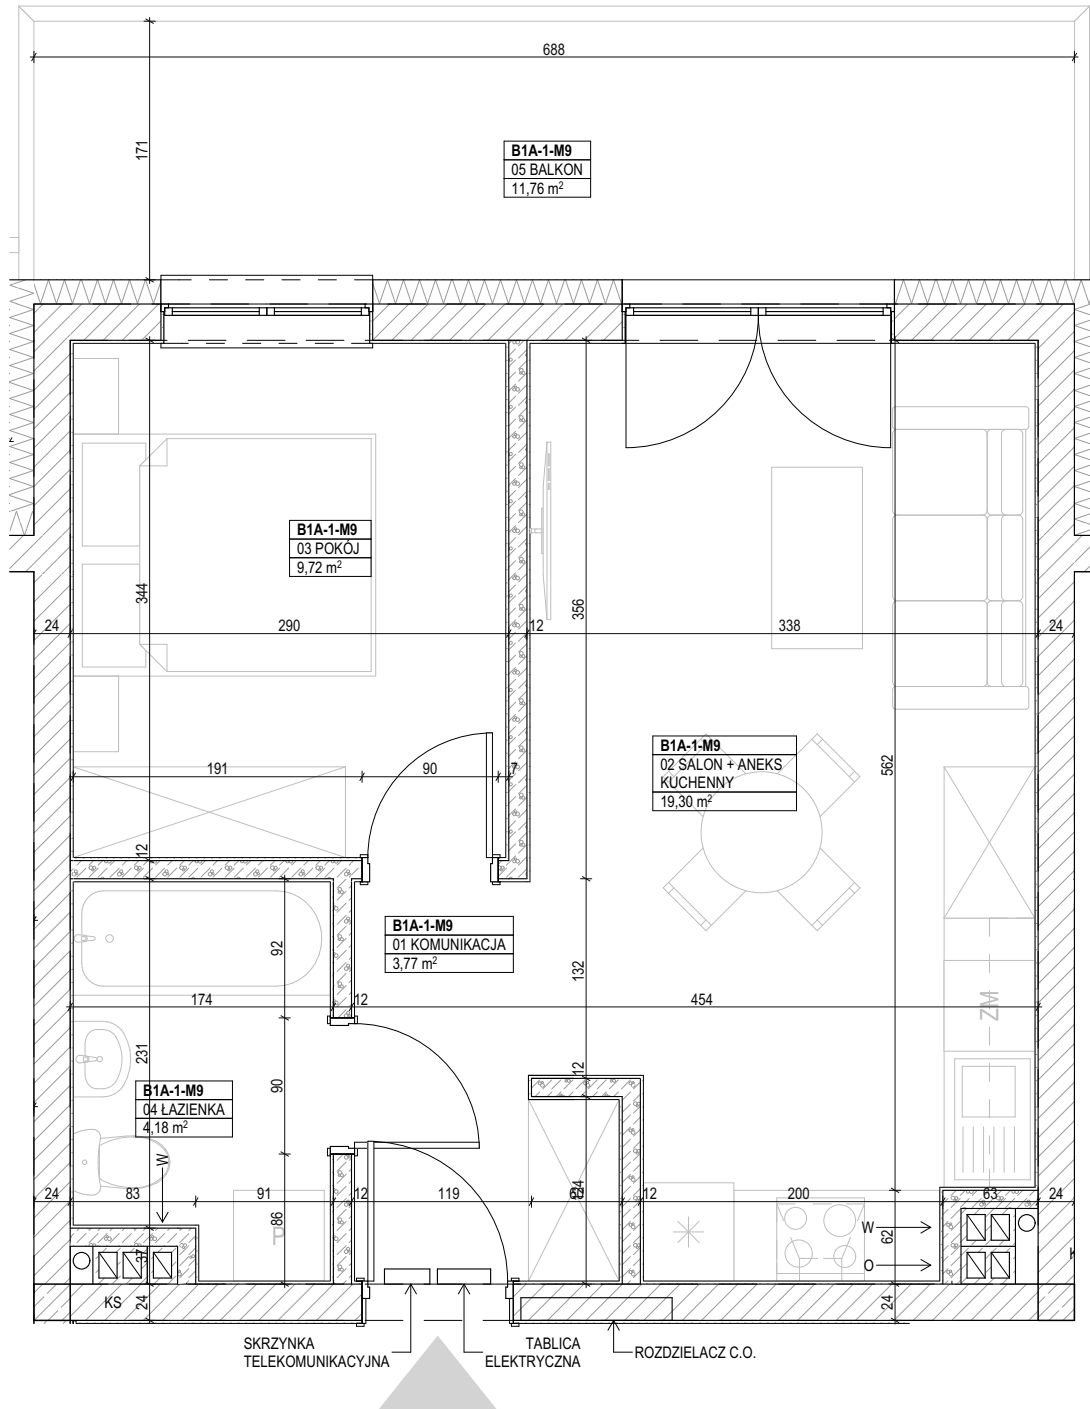 688
171
B1A-1-M9
05 BALKON
11,76 m²
B1A-1-M9
03 POKÓJ
9,72 m²
344
356
24
290
12
338
24
B1A-1-M9
02 SALON + ANEKS
KUCHENNY
19,30 m²
562
191
90
7
12
B1A-1-M9
01 KOMUNIKACJA
3,77 m²
92
132
174
12
454
ZM
231
12
90
B1A-1-M9
04 ŁAZIENKA
4,18 m²
W
24
83
91
12
119
60
12
200
63
24
86
P
62
W
O
37
KS
24
24
SKRZYNKA
TELEKOMUNIKACYJNA
TABLICA
ELEKTRYCZNA
ROZDZIELACZ C.O.